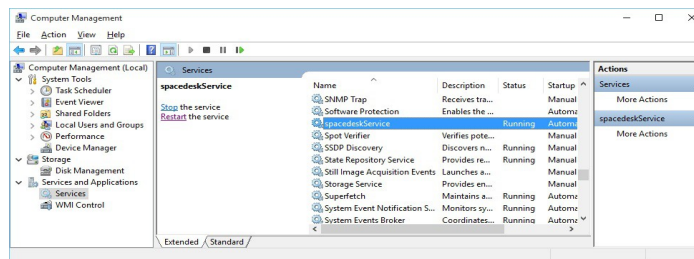 Computer Management
File Action View Help
Computer Management (Local)
System Tools
Task Scheduler
Event Viewer
Shared Folders
Local Users and Groups
Performance
Device Manager
Storage
Disk Management
Services and Applications
Services
WMI Control
Services
spacedeskService
Stop the service
Restart the service
Name Description Status Startup
SNMP Trap Receives tra... Manual
Software Protection Enables the ... Automa
spacedeskService Running Automa
Spot Verifier Verifies pote... Manual
SSDP Discovery Discovers n... Running Manual
State Repository Service Provides re... Running Manual
Still Image Acquisition Events Launches a... Manual
Storage Service Provides en... Manual
Superfetch Maintains a... Running Automa
System Event Notification S... Monitors sy... Running Automa
System Events Broker Coordinates... Running Automa
Extended Standard
Actions
Services
More Actions
spacedeskService
More Actions